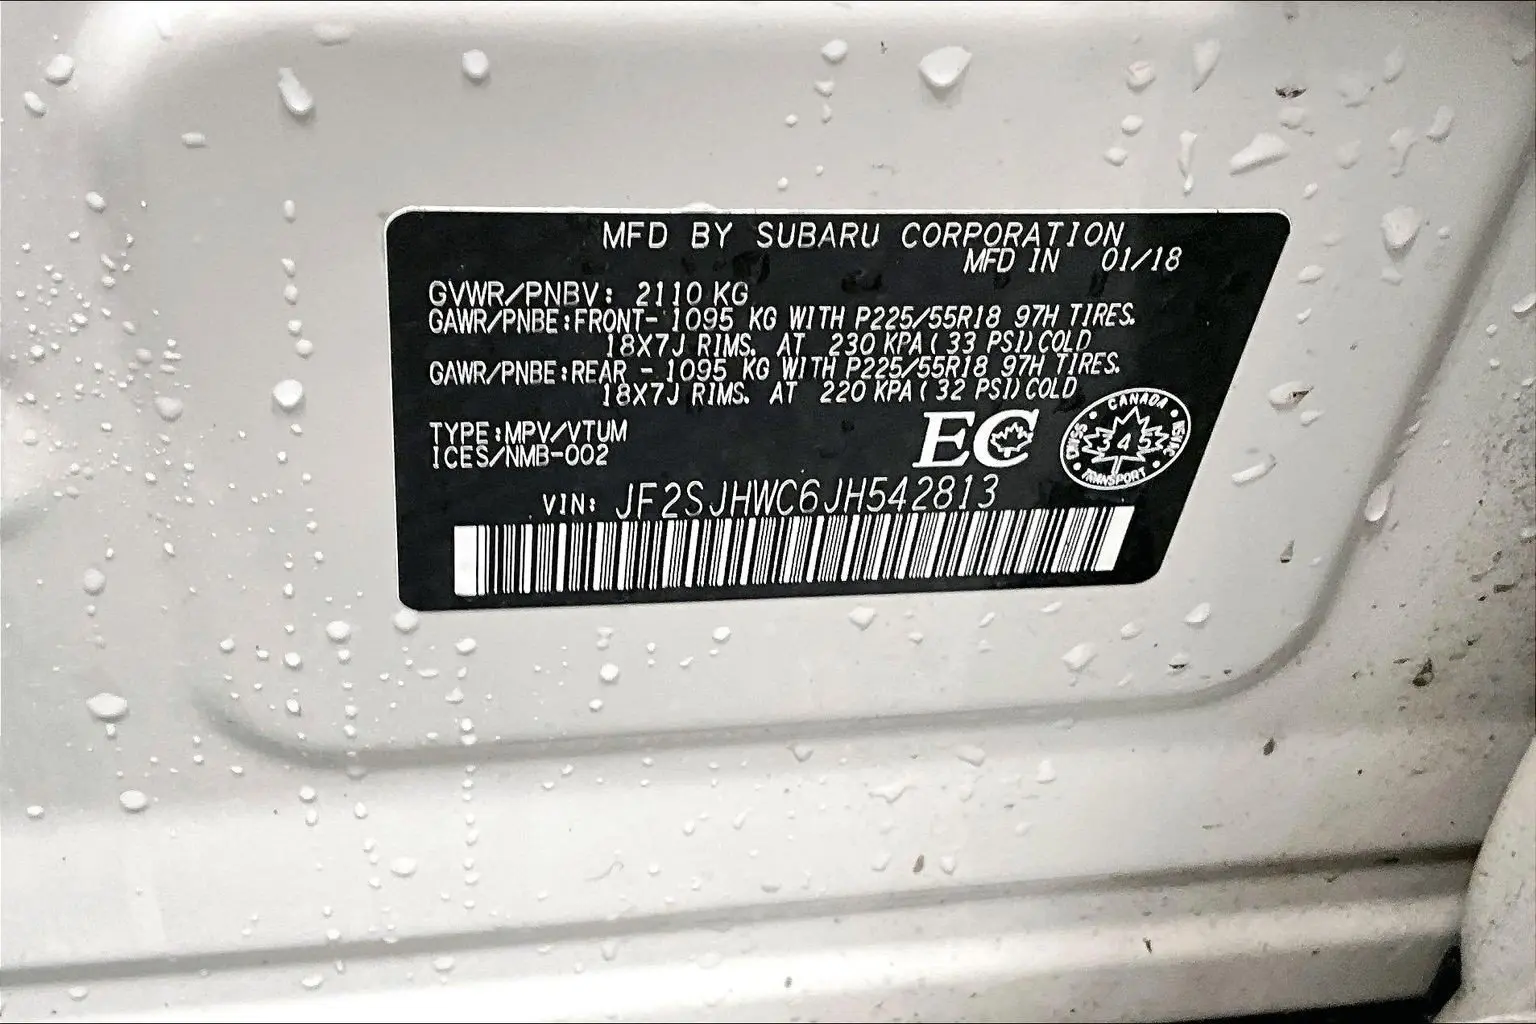 MFD BY SUBARU CORPORATION
MFD IN 01/18
GVWR/PNBV: 2110 KG
GAWR/PNBE:FRONT- 1095 KG WITH P225/55R18 97H TIRES.
18X7J RIMS. AT 230 KPA(33 PSI)COLD
GAWR/PNBE:REAR - 1095 KG WITH P225/55R18 97H TIRES.
18X7J RIMS. AT 220 KPA(32 PSI)COLD
TYPE:MPV/VTUM
ICES/NMB-002
EC
CANADA
345
TRANSPORT
VIN: JF2SJHWC6JH542813